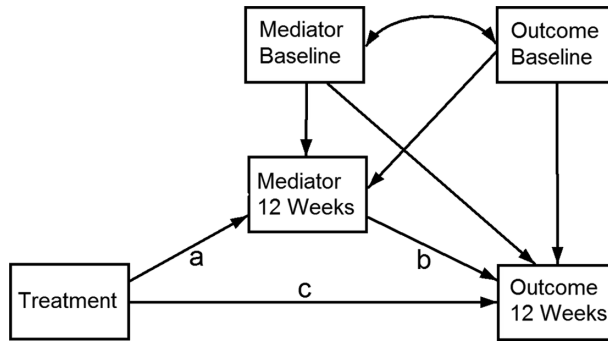 Mediator
Baseline
Outcome
Baseline
Mediator
12 Weeks
a
b
Treatment
c
Outcome
12 Weeks